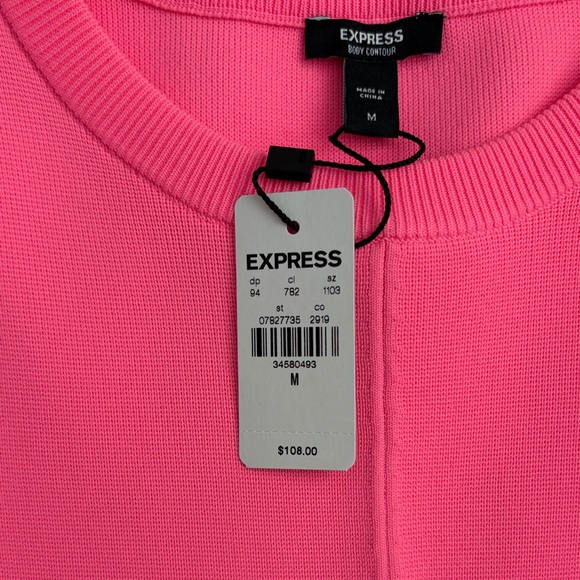 EXPRESS
BODY CONTOUR
MADE IN
CHINA
M
EXPRESS
dp cl sz
94 782 1103
st co
07827735 2919
34580493
M
$108.00